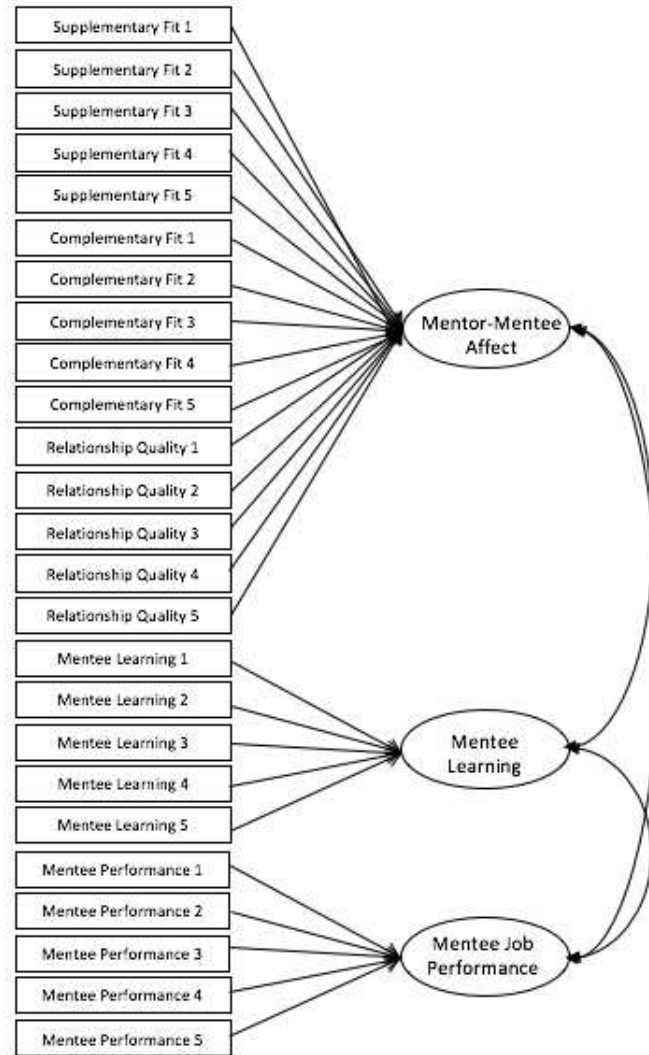 Supplementary Fit 1
Supplementary Fit 2
Supplementary Fit 3
Supplementary Fit 4
Supplementary Fit 5
Complementary Fit 1
Complementary Fit 2
Complementary Fit 3
Complementary Fit 4
Complementary Fit 5
Relationship Quality 1
Relationship Quality 2
Relationship Quality 3
Relationship Quality 4
Relationship Quality 5
Mentee Learning 1
Mentee Learning 2
Mentee Learning 3
Mentee Learning 4
Mentee Learning 5
Mentee Performance 1
Mentee Performance 2
Mentee Performance 3
Mentee Performance 4
Mentee Performance 5
Mentor-Mentee
Affect
Mentee
Learning
Mentee Job
Performance